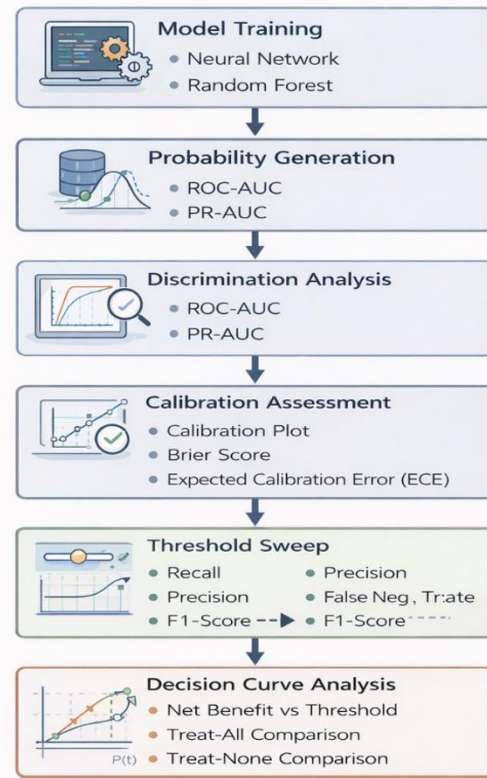 Model Training
Neural Network
Random Forest
Probability Generation
ROC-AUC
PR-AUC
Discrimination Analysis
ROC-AUC
PR-AUC
Calibration Assessment
Calibration Plot
Brier Score
Expected Calibration Error (ECE)
Threshold Sweep
Recall
Precision
Precision
False Neg , Tr:ate
F1-Score
F1-Score
Decision Curve Analysis
Net Benefit vs Threshold
Treat-All Comparison
Treat-None Comparison
P(t)